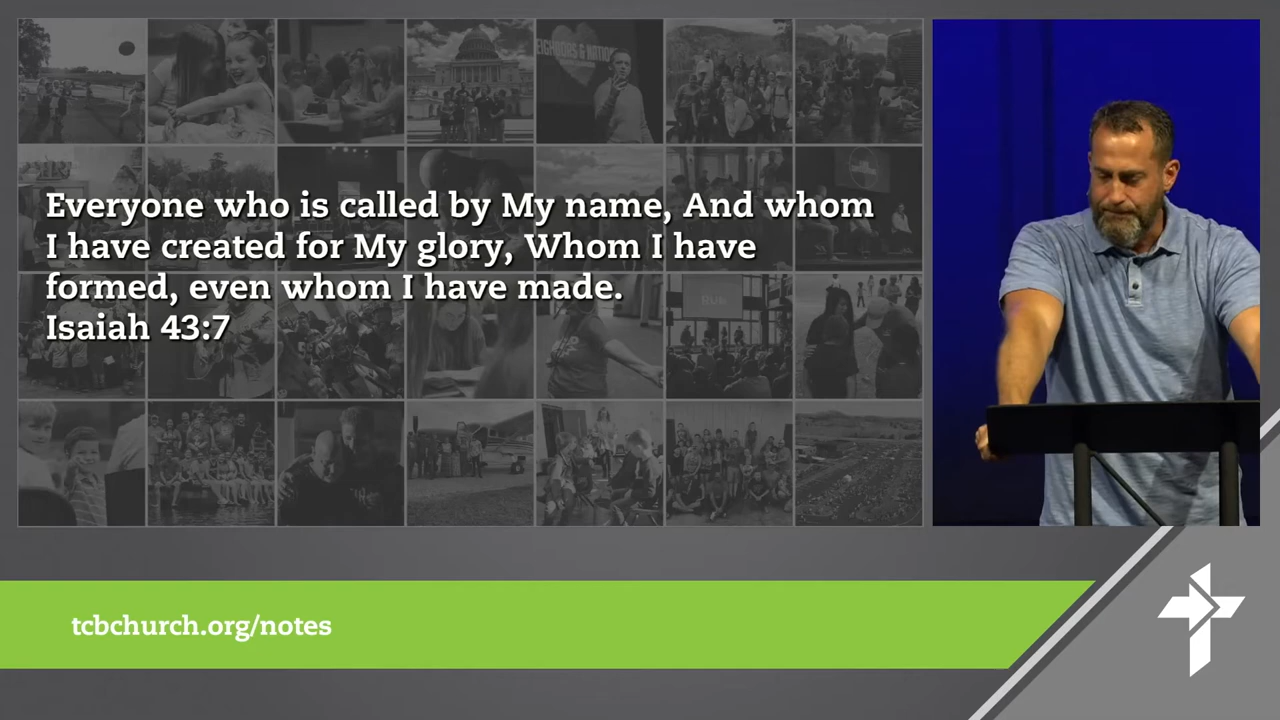 Everyone who is called by My name, And whom
I have created for My glory, Whom I have
formed, even whom I have made.
Isaiah 43:7
tcbchurch.org/notes